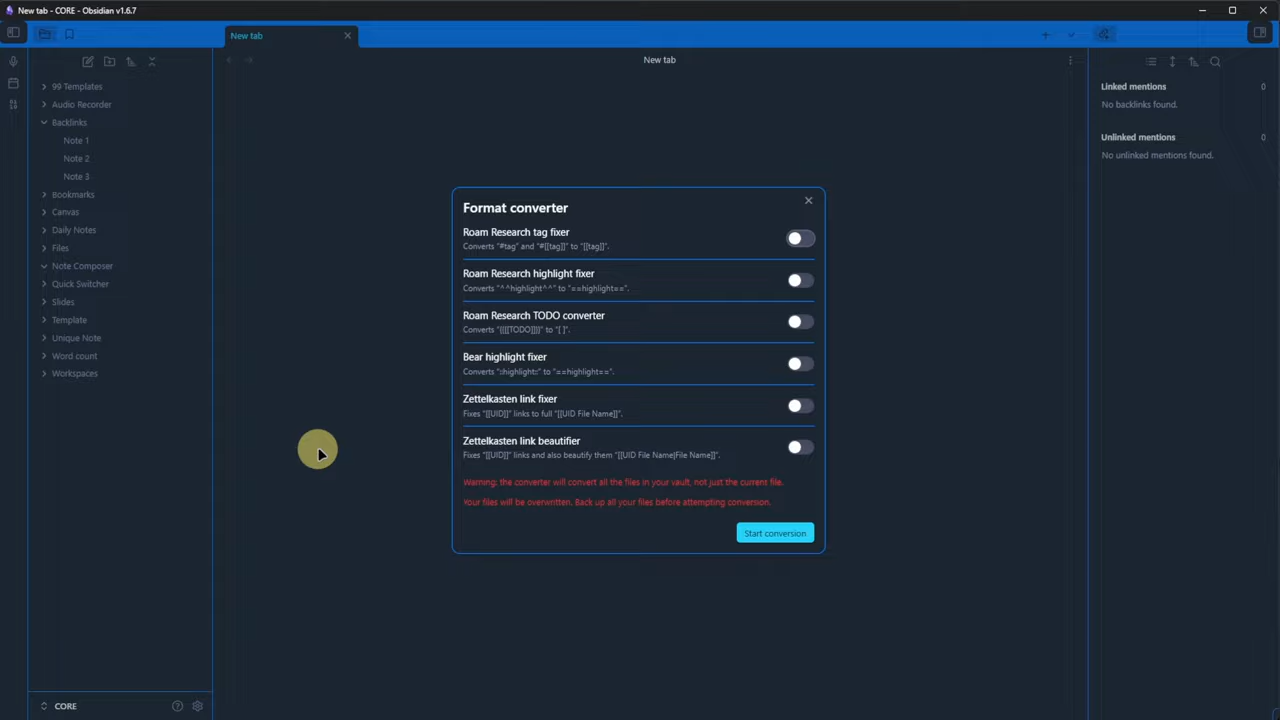 New tab - CORE - Obsidian v1.6.7
New tab
New tab
99 Templates
Audio Recorder
Backlinks
Note 1
Note 2
Note 3
Bookmarks
Canvas
Daily Notes
Files
Note Composer
Quick Switcher
Slides
Template
Unique Note
Word count
Workspaces
CORE
Format converter
Roam Research tag fixer
Converts "#tag" and "#[[tag]]" to "[[tag]]".
Roam Research highlight fixer
Converts "^^highlight^^" to "==highlight==".
Roam Research TODO converter
Converts "{{[[TODO]]}}" to "[ ]".
Bear highlight fixer
Converts "::highlight::" to "==highlight==".
Zettelkasten link fixer
Fixes "[[UID]]" links to full "[[UID File Name]]".
Zettelkasten link beautifier
Fixes "[[UID]]" links and also beautify them "[[UID File Name|File Name]]".
Warning: the converter will convert all the files in your vault, not just the current file.
Your files will be overwritten. Back up all your files before attempting conversion.
Start conversion
Linked mentions 0
No backlinks found.
Unlinked mentions 0
No unlinked mentions found.